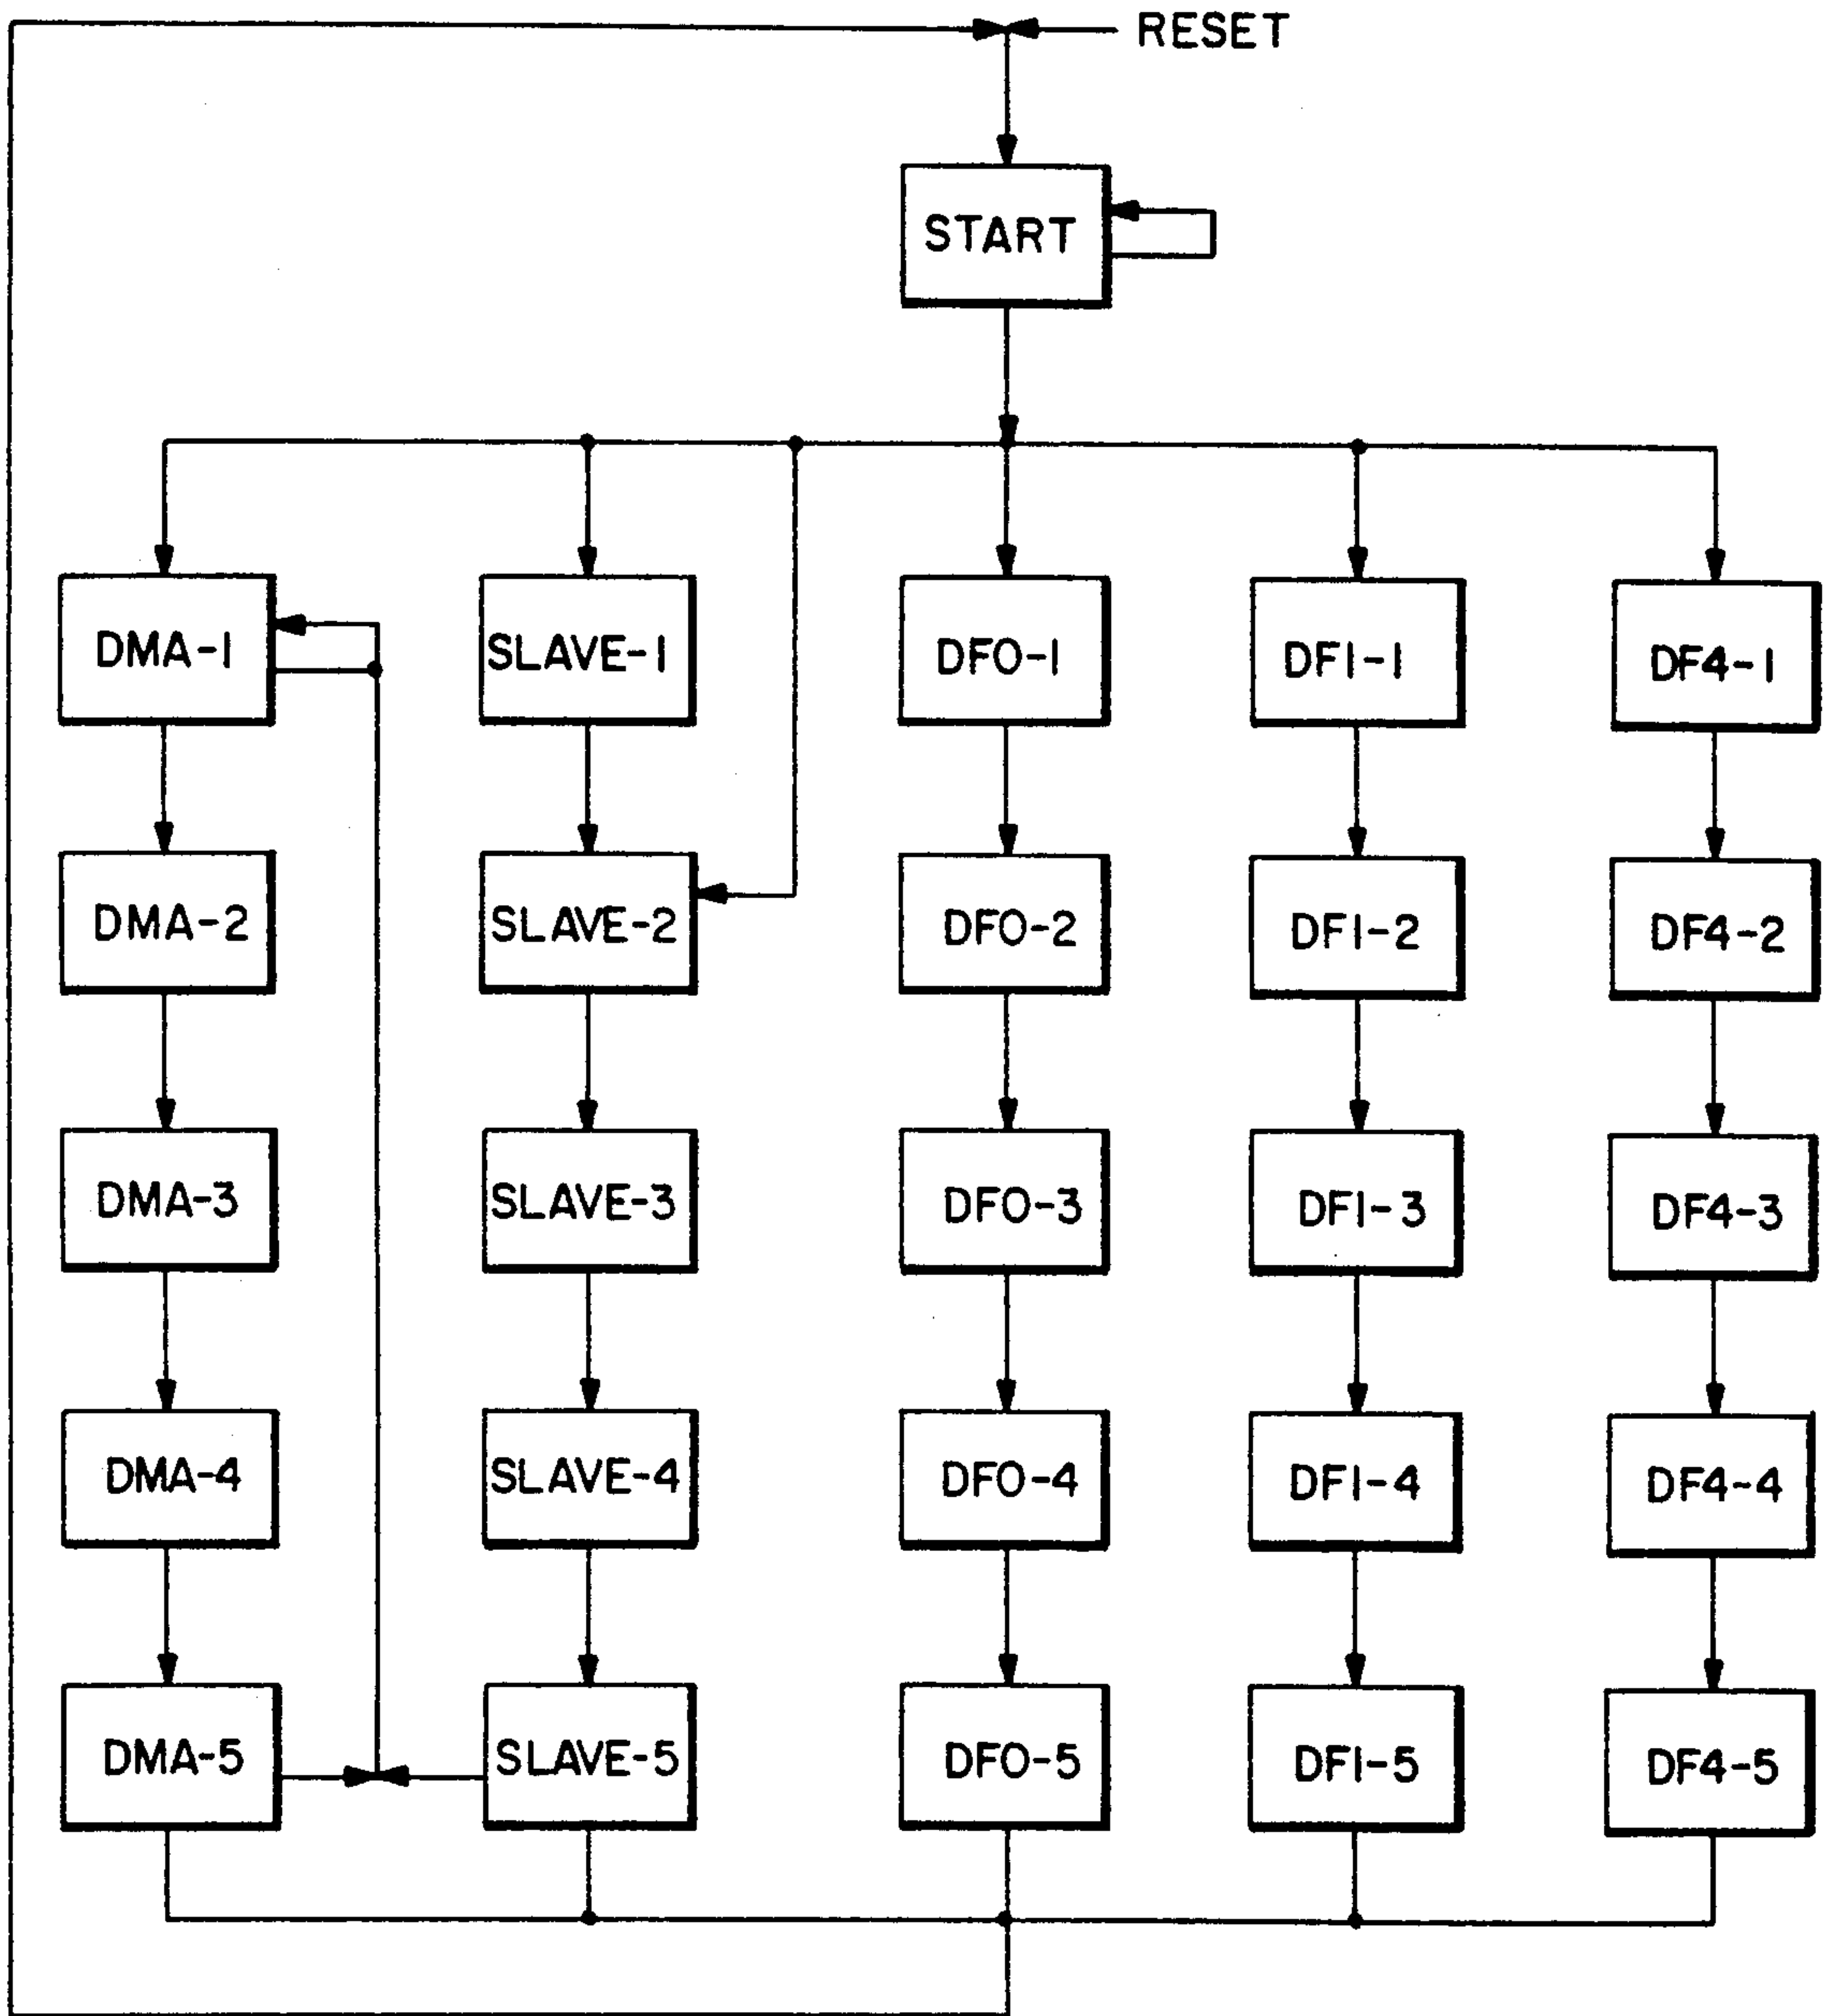 RESET
START
DMA-1 SLAVE-1 DFO-1 DF1-1 DF4-1
DMA-2 SLAVE-2 DFO-2 DF1-2 DF4-2
DMA-3 SLAVE-3 DFO-3 DF1-3 DF4-3
DMA-4 SLAVE-4 DFO-4 DF1-4 DF4-4
DMA-5 SLAVE-5 DFO-5 DF1-5 DF4-5